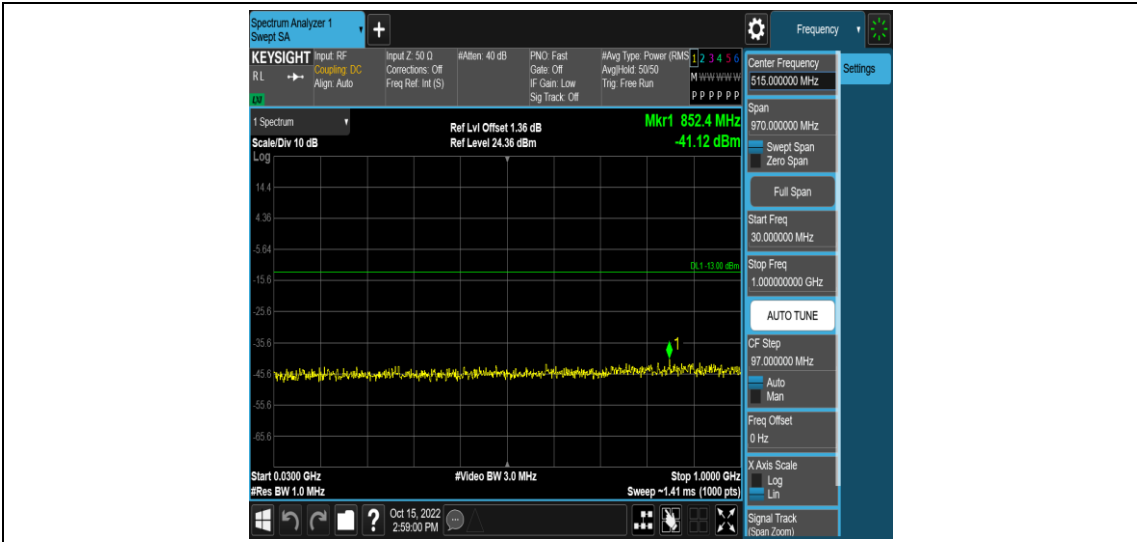 Spectrum Analyzer 1
Swept SA
+
Frequency
KEYSIGHT
RL
LXI
Input: RF
Coupling: DC
Align: Auto
Input Z: 50 Ω
Corrections: Off
Freq Ref: Int (S)
#Atten: 40 dB
PNO: Fast
Gate: Off
IF Gain: Low
Sig Track: Off
#Avg Type: Power (RMS
Avg|Hold: 50/50
Trig: Free Run
1 2 3 4 5 6
M W W W W W
P P P P P P
1 Spectrum
Scale/Div 10 dB
Log
Ref Lvl Offset 1.36 dB
Ref Level 24.36 dBm
Mkr1 852.4 MHz
-41.12 dBm
14.4
4.36
-5.64
DL1 -13.00 dBm
-15.6
-25.6
-35.6
1
-45.6
-55.6
-65.6
Start 0.0300 GHz
#Res BW 1.0 MHz
#Video BW 3.0 MHz
Stop 1.0000 GHz
Sweep ~1.41 ms (1000 pts)
Center Frequency
515.000000 MHz
Settings
Span
970.000000 MHz
Swept Span
Zero Span
Full Span
Start Freq
30.000000 MHz
Stop Freq
1.000000000 GHz
AUTO TUNE
CF Step
97.000000 MHz
Auto
Man
Freq Offset
0 Hz
X Axis Scale
Log
Lin
Signal Track
(Span Zoom)
?
Oct 15, 2022
2:59:00 PM